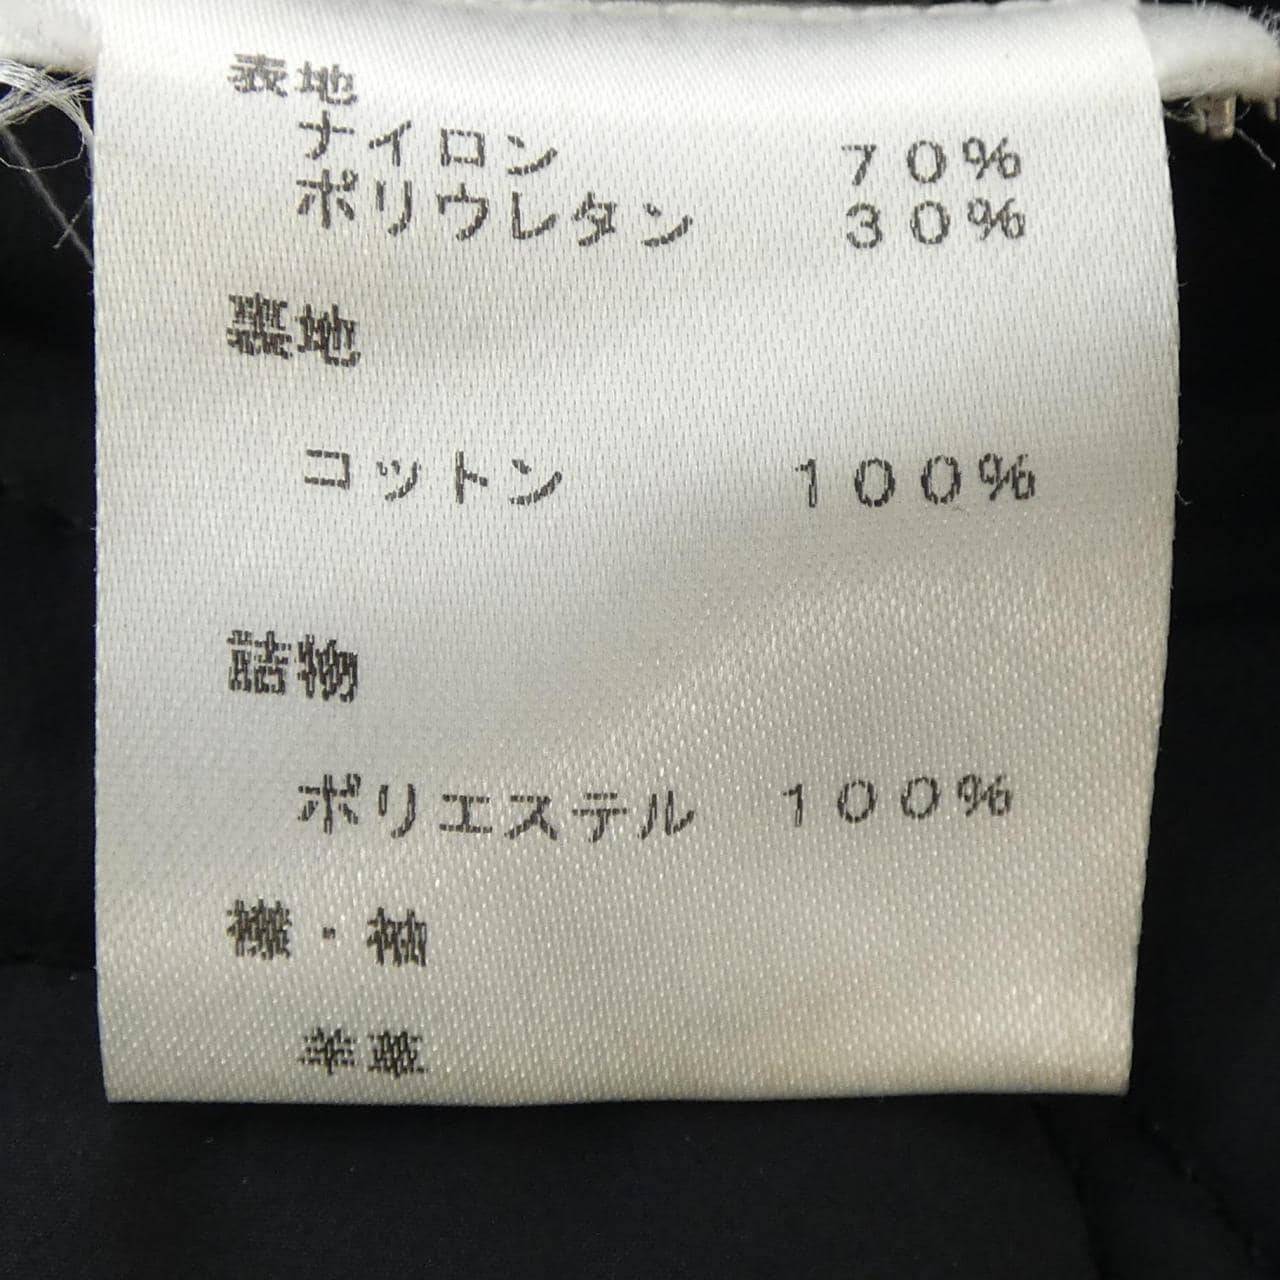 表地
ナイロン 70%
ポリウレタン 30%
裏地
コットン 100%
詰物
ポリエステル 100%
襟・袖
羊革